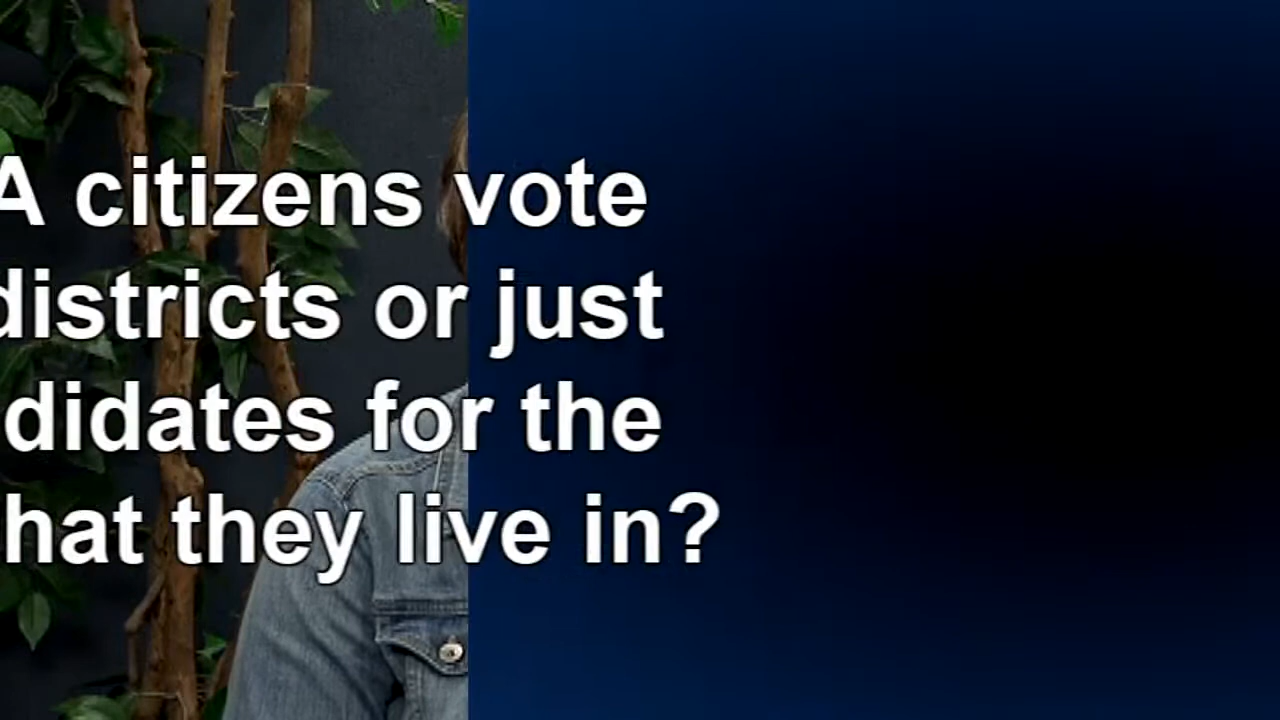 A citizens vote
districts or just
didates for the
hat they live in?